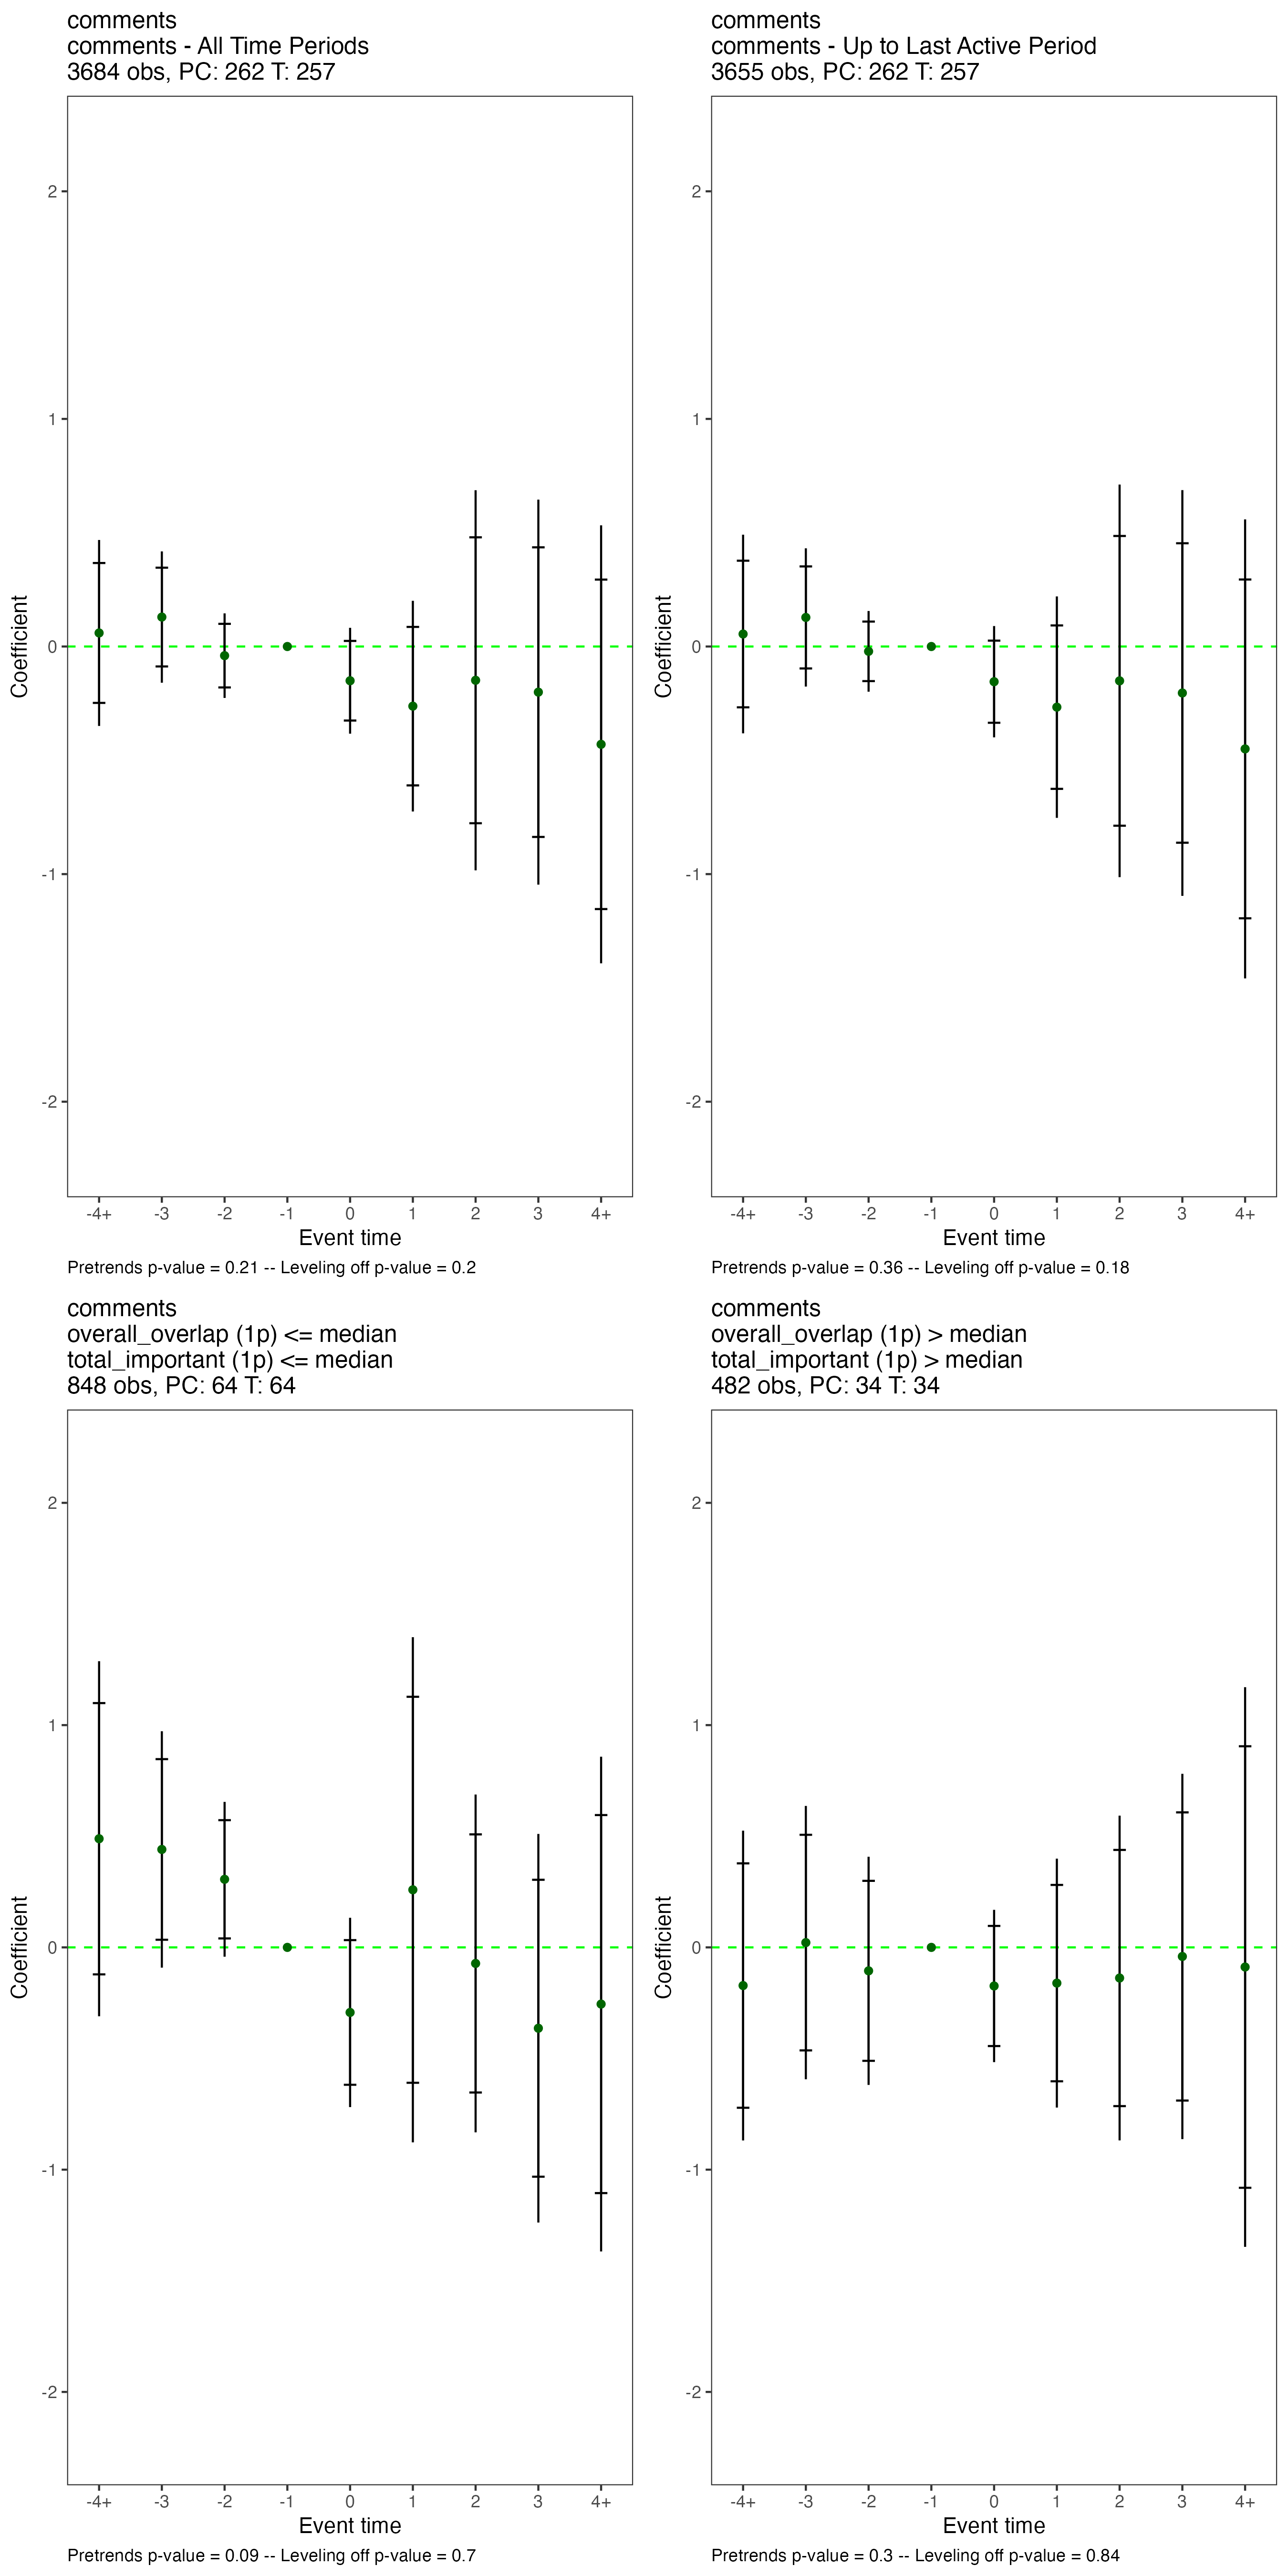 comments
comments - All Time Periods
3684 obs, PC: 262 T: 257
Coefficient
2
1
0
-1
-2
-4+ -3 -2 -1 0 1 2 3 4+
Event time
Pretrends p-value = 0.21 -- Leveling off p-value = 0.2
comments
comments - Up to Last Active Period
3655 obs, PC: 262 T: 257
Coefficient
2
1
0
-1
-2
-4+ -3 -2 -1 0 1 2 3 4+
Event time
Pretrends p-value = 0.36 -- Leveling off p-value = 0.18
comments
overall_overlap (1p) <= median
total_important (1p) <= median
848 obs, PC: 64 T: 64
Coefficient
2
1
0
-1
-2
-4+ -3 -2 -1 0 1 2 3 4+
Event time
Pretrends p-value = 0.09 -- Leveling off p-value = 0.7
comments
overall_overlap (1p) > median
total_important (1p) > median
482 obs, PC: 34 T: 34
Coefficient
2
1
0
-1
-2
-4+ -3 -2 -1 0 1 2 3 4+
Event time
Pretrends p-value = 0.3 -- Leveling off p-value = 0.84